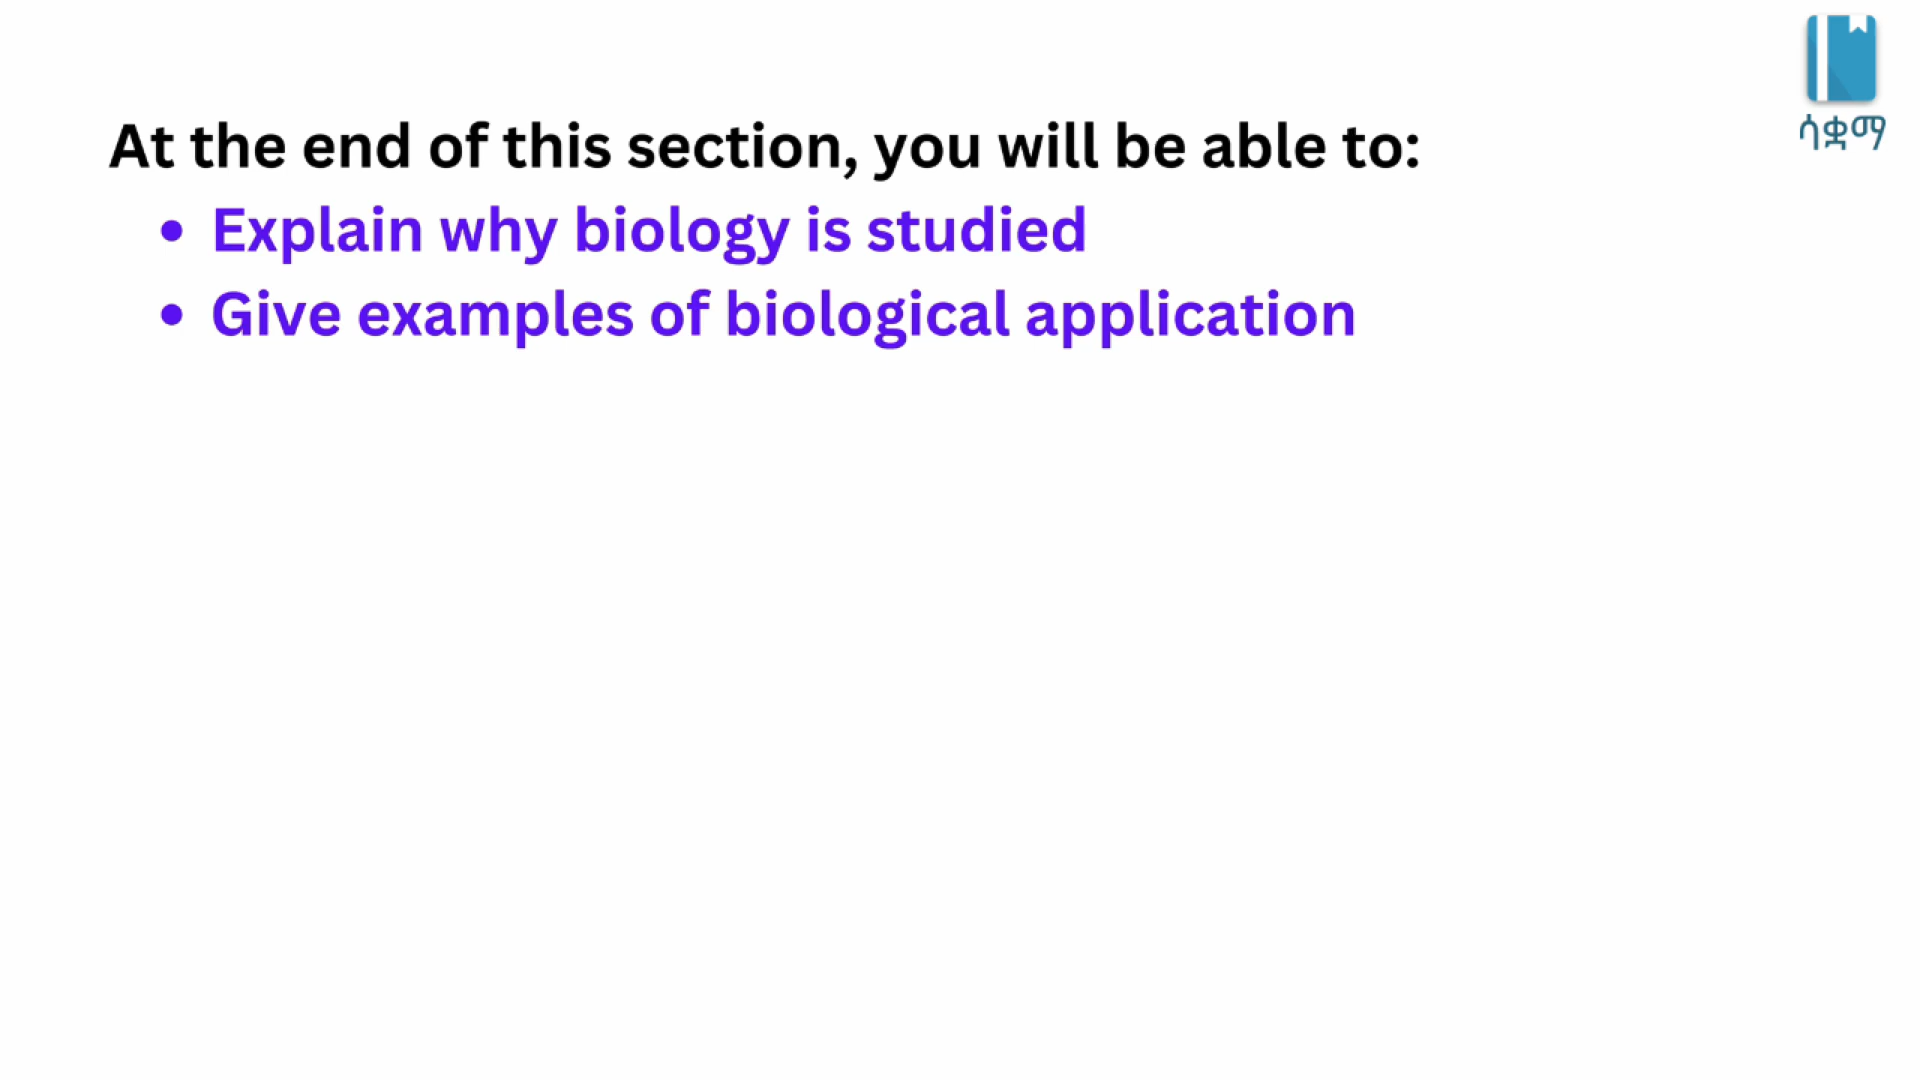 ሳቋማ
At the end of this section, you will be able to:
• Explain why biology is studied
• Give examples of biological application